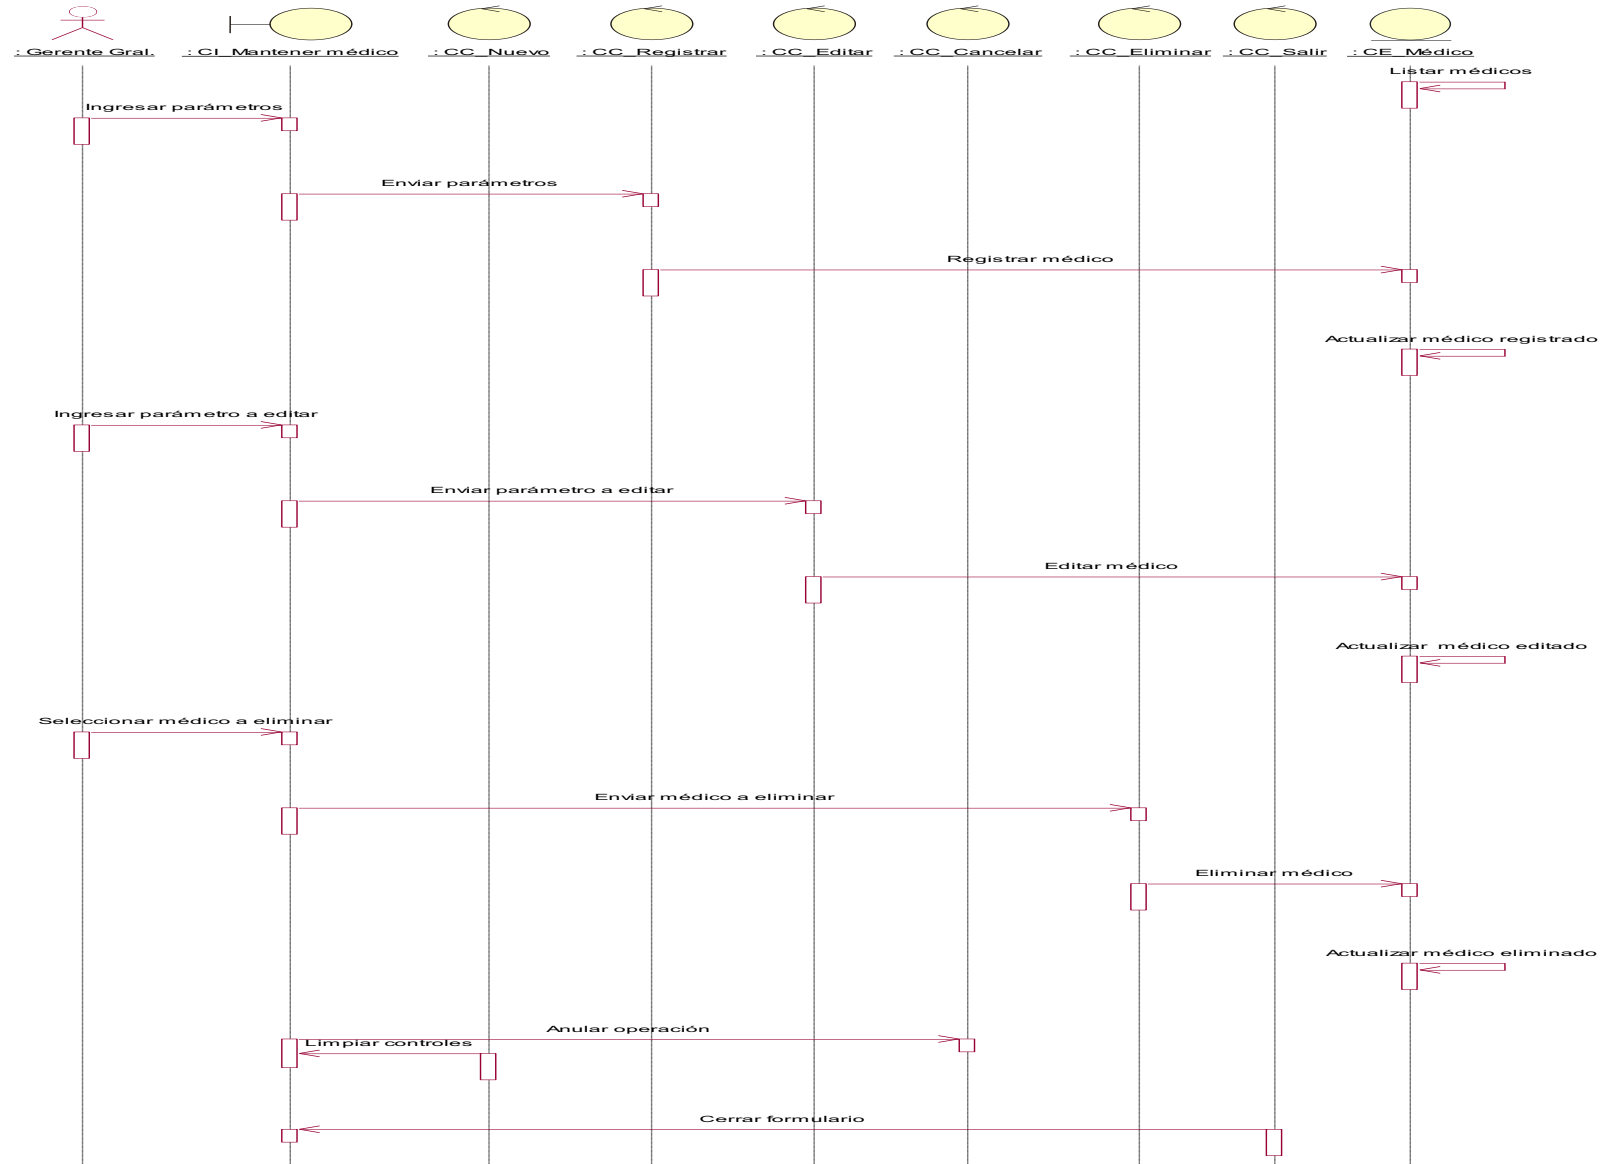 : Gerente Gral.
: CI_Mantener médico
: CC_Nuevo
: CC_Registrar
: CC_Editar
: CC_Cancelar
: CC_Eliminar
: CC_Salir
: CE_Médico
Listar médicos
Ingresar parámetros
Enviar parámetros
Registrar médico
Actualizar médico registrado
Ingresar parámetro a editar
Enviar parámetro a editar
Editar médico
Actualizar médico editado
Seleccionar médico a eliminar
Enviar médico a eliminar
Eliminar médico
Actualizar médico eliminado
Anular operación
Limpiar controles
Cerrar formulario